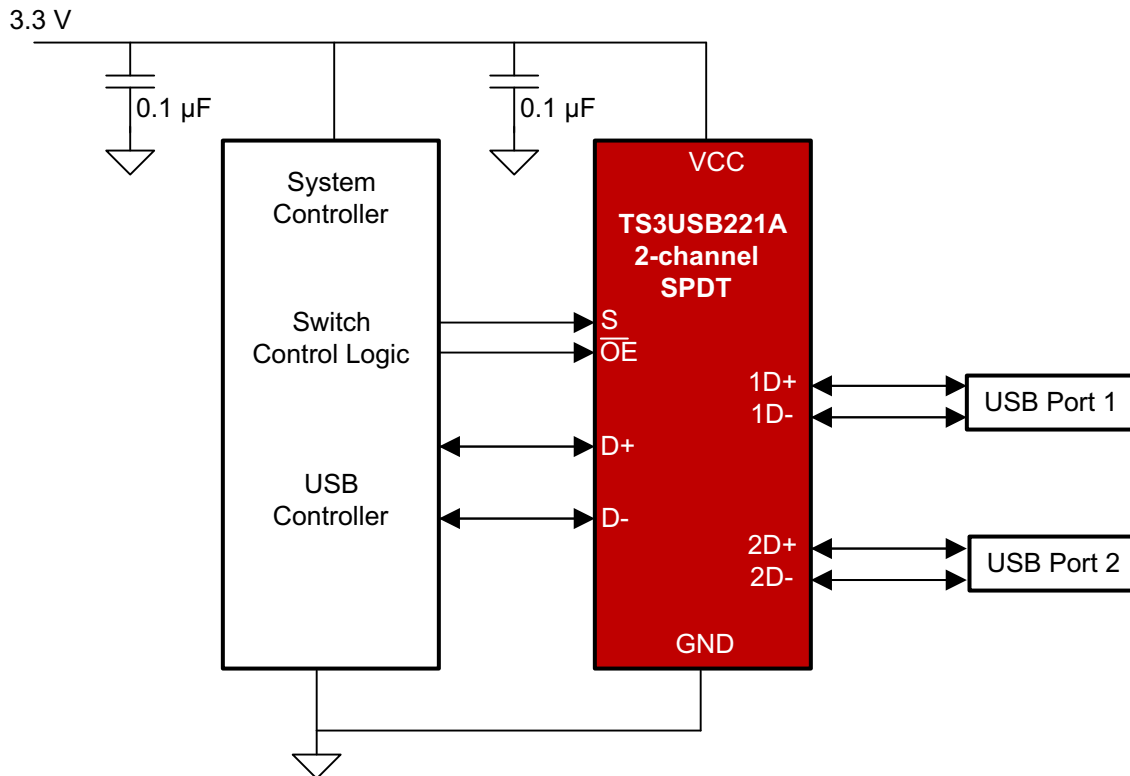 3.3 V
0.1 µF
0.1 µF
System
Controller
Switch
Control Logic
USB
Controller
VCC
TS3USB221A
2-channel
SPDT
S
OE
D+
D-
1D+
1D-
2D+
2D-
GND
USB Port 1
USB Port 2